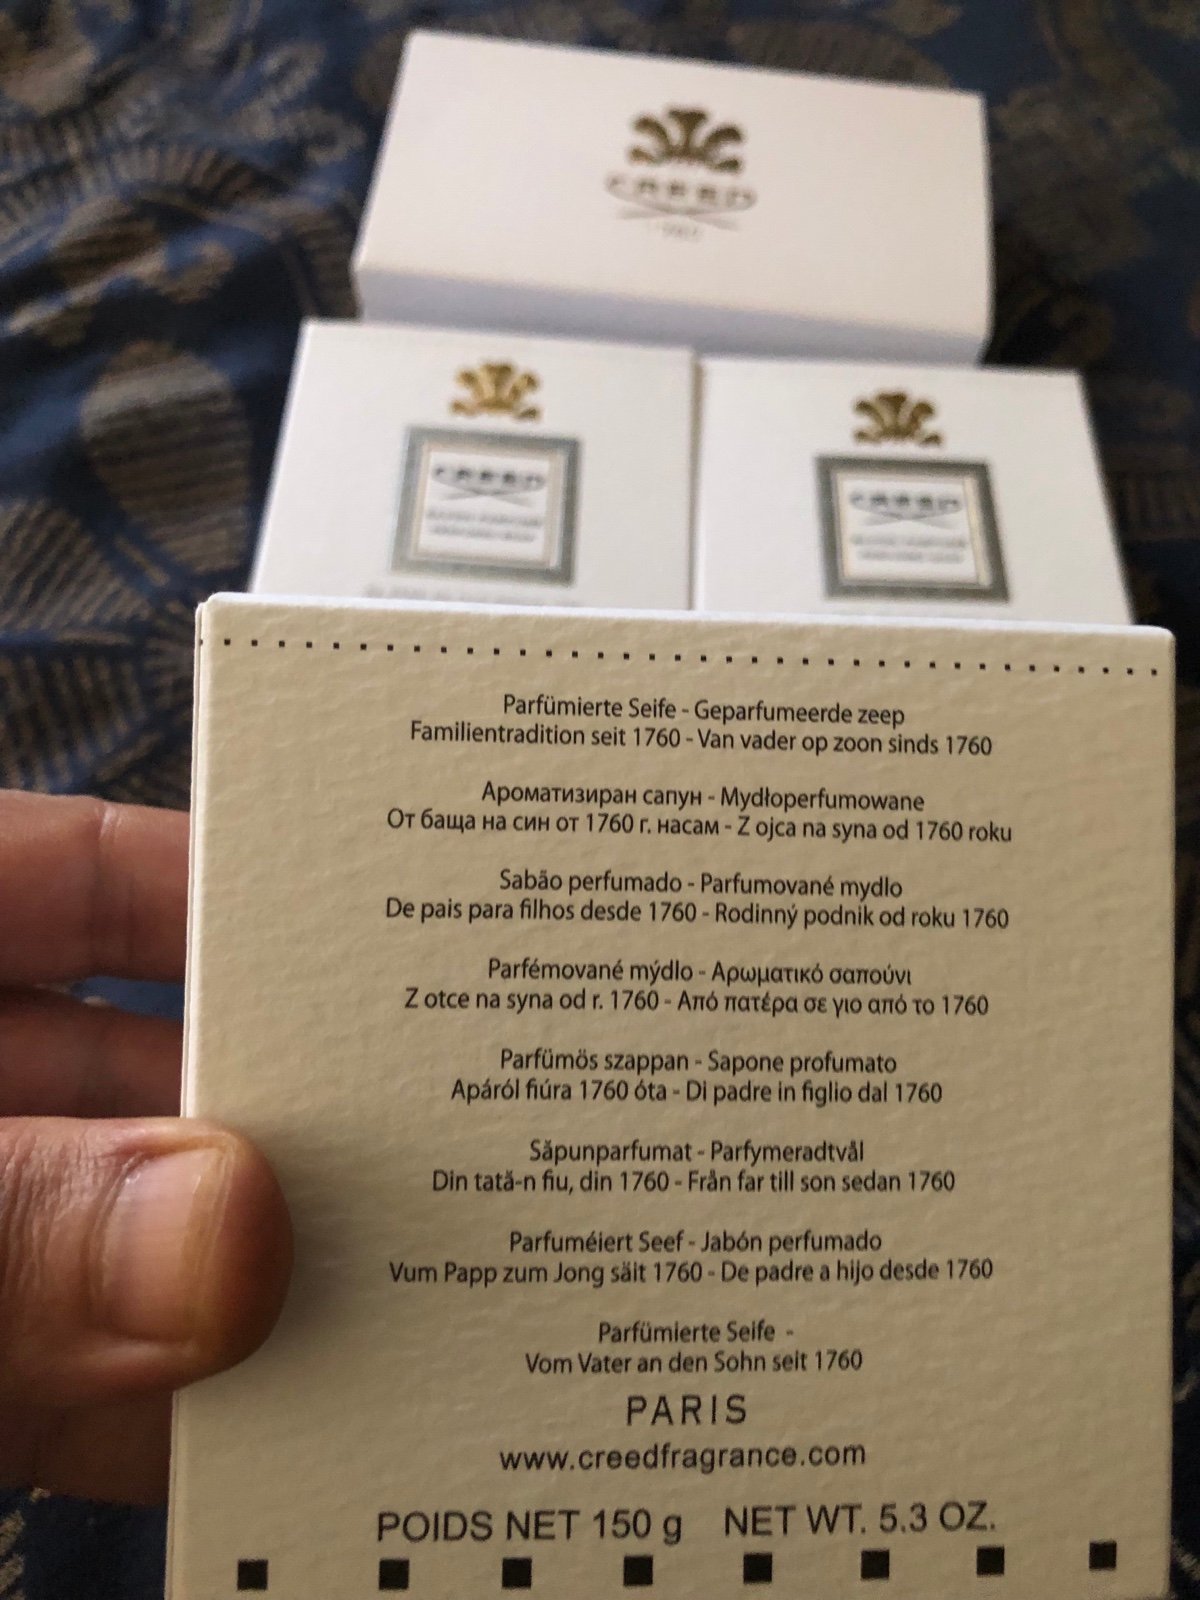 CREED
1760
CREED
CREED
Parfümierte Seife - Geparfumeerde zeep
Familientradition seit 1760 - Van vader op zoon sinds 1760
Ароматизиран сапун - Mydłoperfumowane
От баща на син от 1760 г. насам - Z ojca na syna od 1760 roku
Sabão perfumado - Parfumované mydlo
De pais para filhos desde 1760 - Rodinný podnik od roku 1760
Parfémované mýdlo - Αρωματικό σαπούνι
Z otce na syna od r. 1760 - Από πατέρα σε γιο από το 1760
Parfümös szappan - Sapone profumato
Apáról fiúra 1760 óta - Di padre in figlio dal 1760
Săpunparfumat - Parfymeradtvål
Din tată-n fiu, din 1760 - Från far till son sedan 1760
Parfuméiert Seef - Jabón perfumado
Vum Papp zum Jong säit 1760 - De padre a hijo desde 1760
Parfümierte Seife -
Vom Vater an den Sohn seit 1760
PARIS
www.creedfragrance.com
POIDS NET 150 g NET WT. 5.3 OZ.